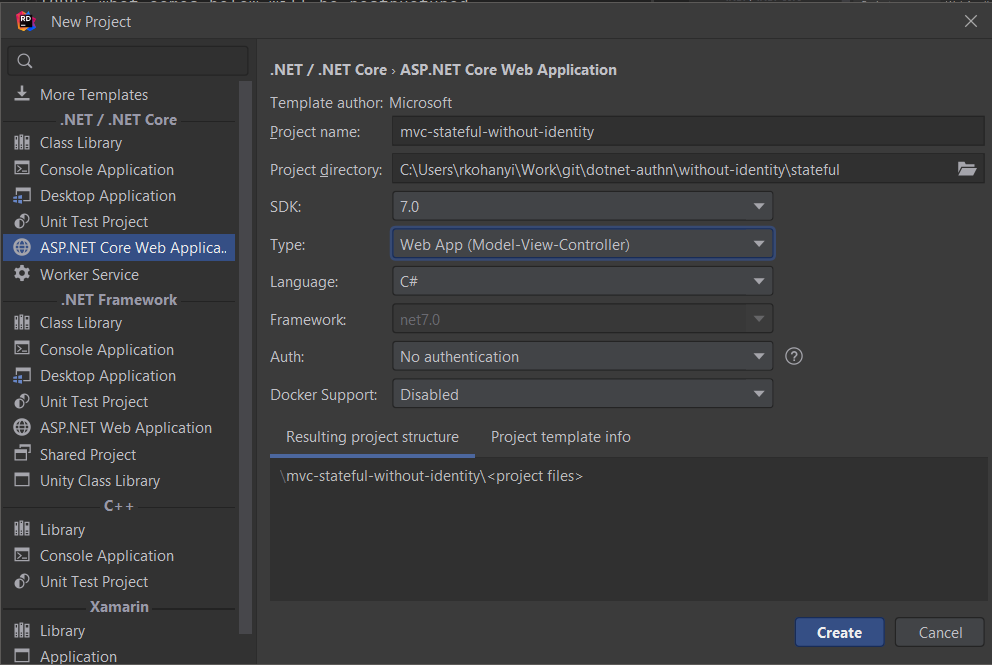 RD
New Project
More Templates
.NET / .NET Core
Class Library
Console Application
Desktop Application
Unit Test Project
ASP.NET Core Web Applica..
Worker Service
.NET Framework
Class Library
Console Application
Desktop Application
Unit Test Project
ASP.NET Web Application
Shared Project
Unity Class Library
C++
Library
Console Application
Unit Test Project
Xamarin
Library
Application
.NET / .NET Core › ASP.NET Core Web Application
Template author: Microsoft
Project name: mvc-stateful-without-identity
Project directory: C:\Users\rkohanyi\Work\git\dotnet-authn\without-identity\stateful
SDK: 7.0
Type: Web App (Model-View-Controller)
Language: C#
Framework: net7.0
Auth: No authentication ?
Docker Support: Disabled
Resulting project structure Project template info
\mvc-stateful-without-identity\<project files>
Create Cancel